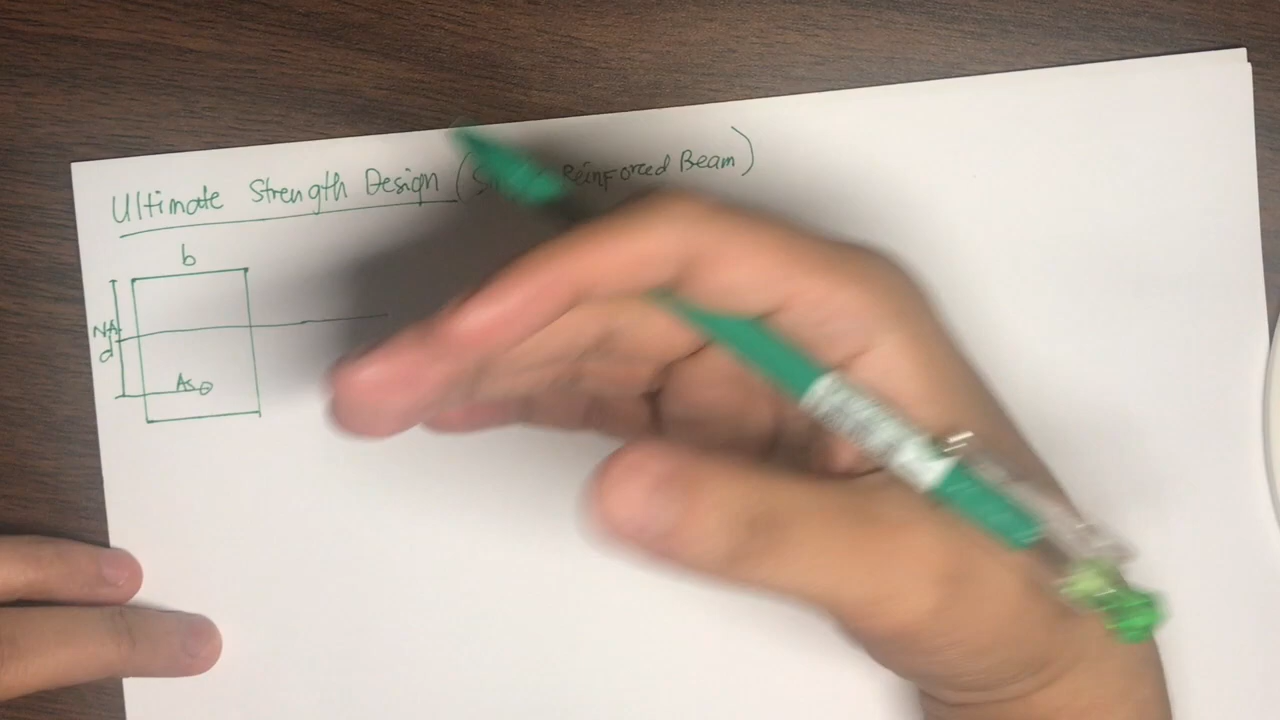 Ultimate Strength Design ( Reinforced Beam)
b
NA
d
As